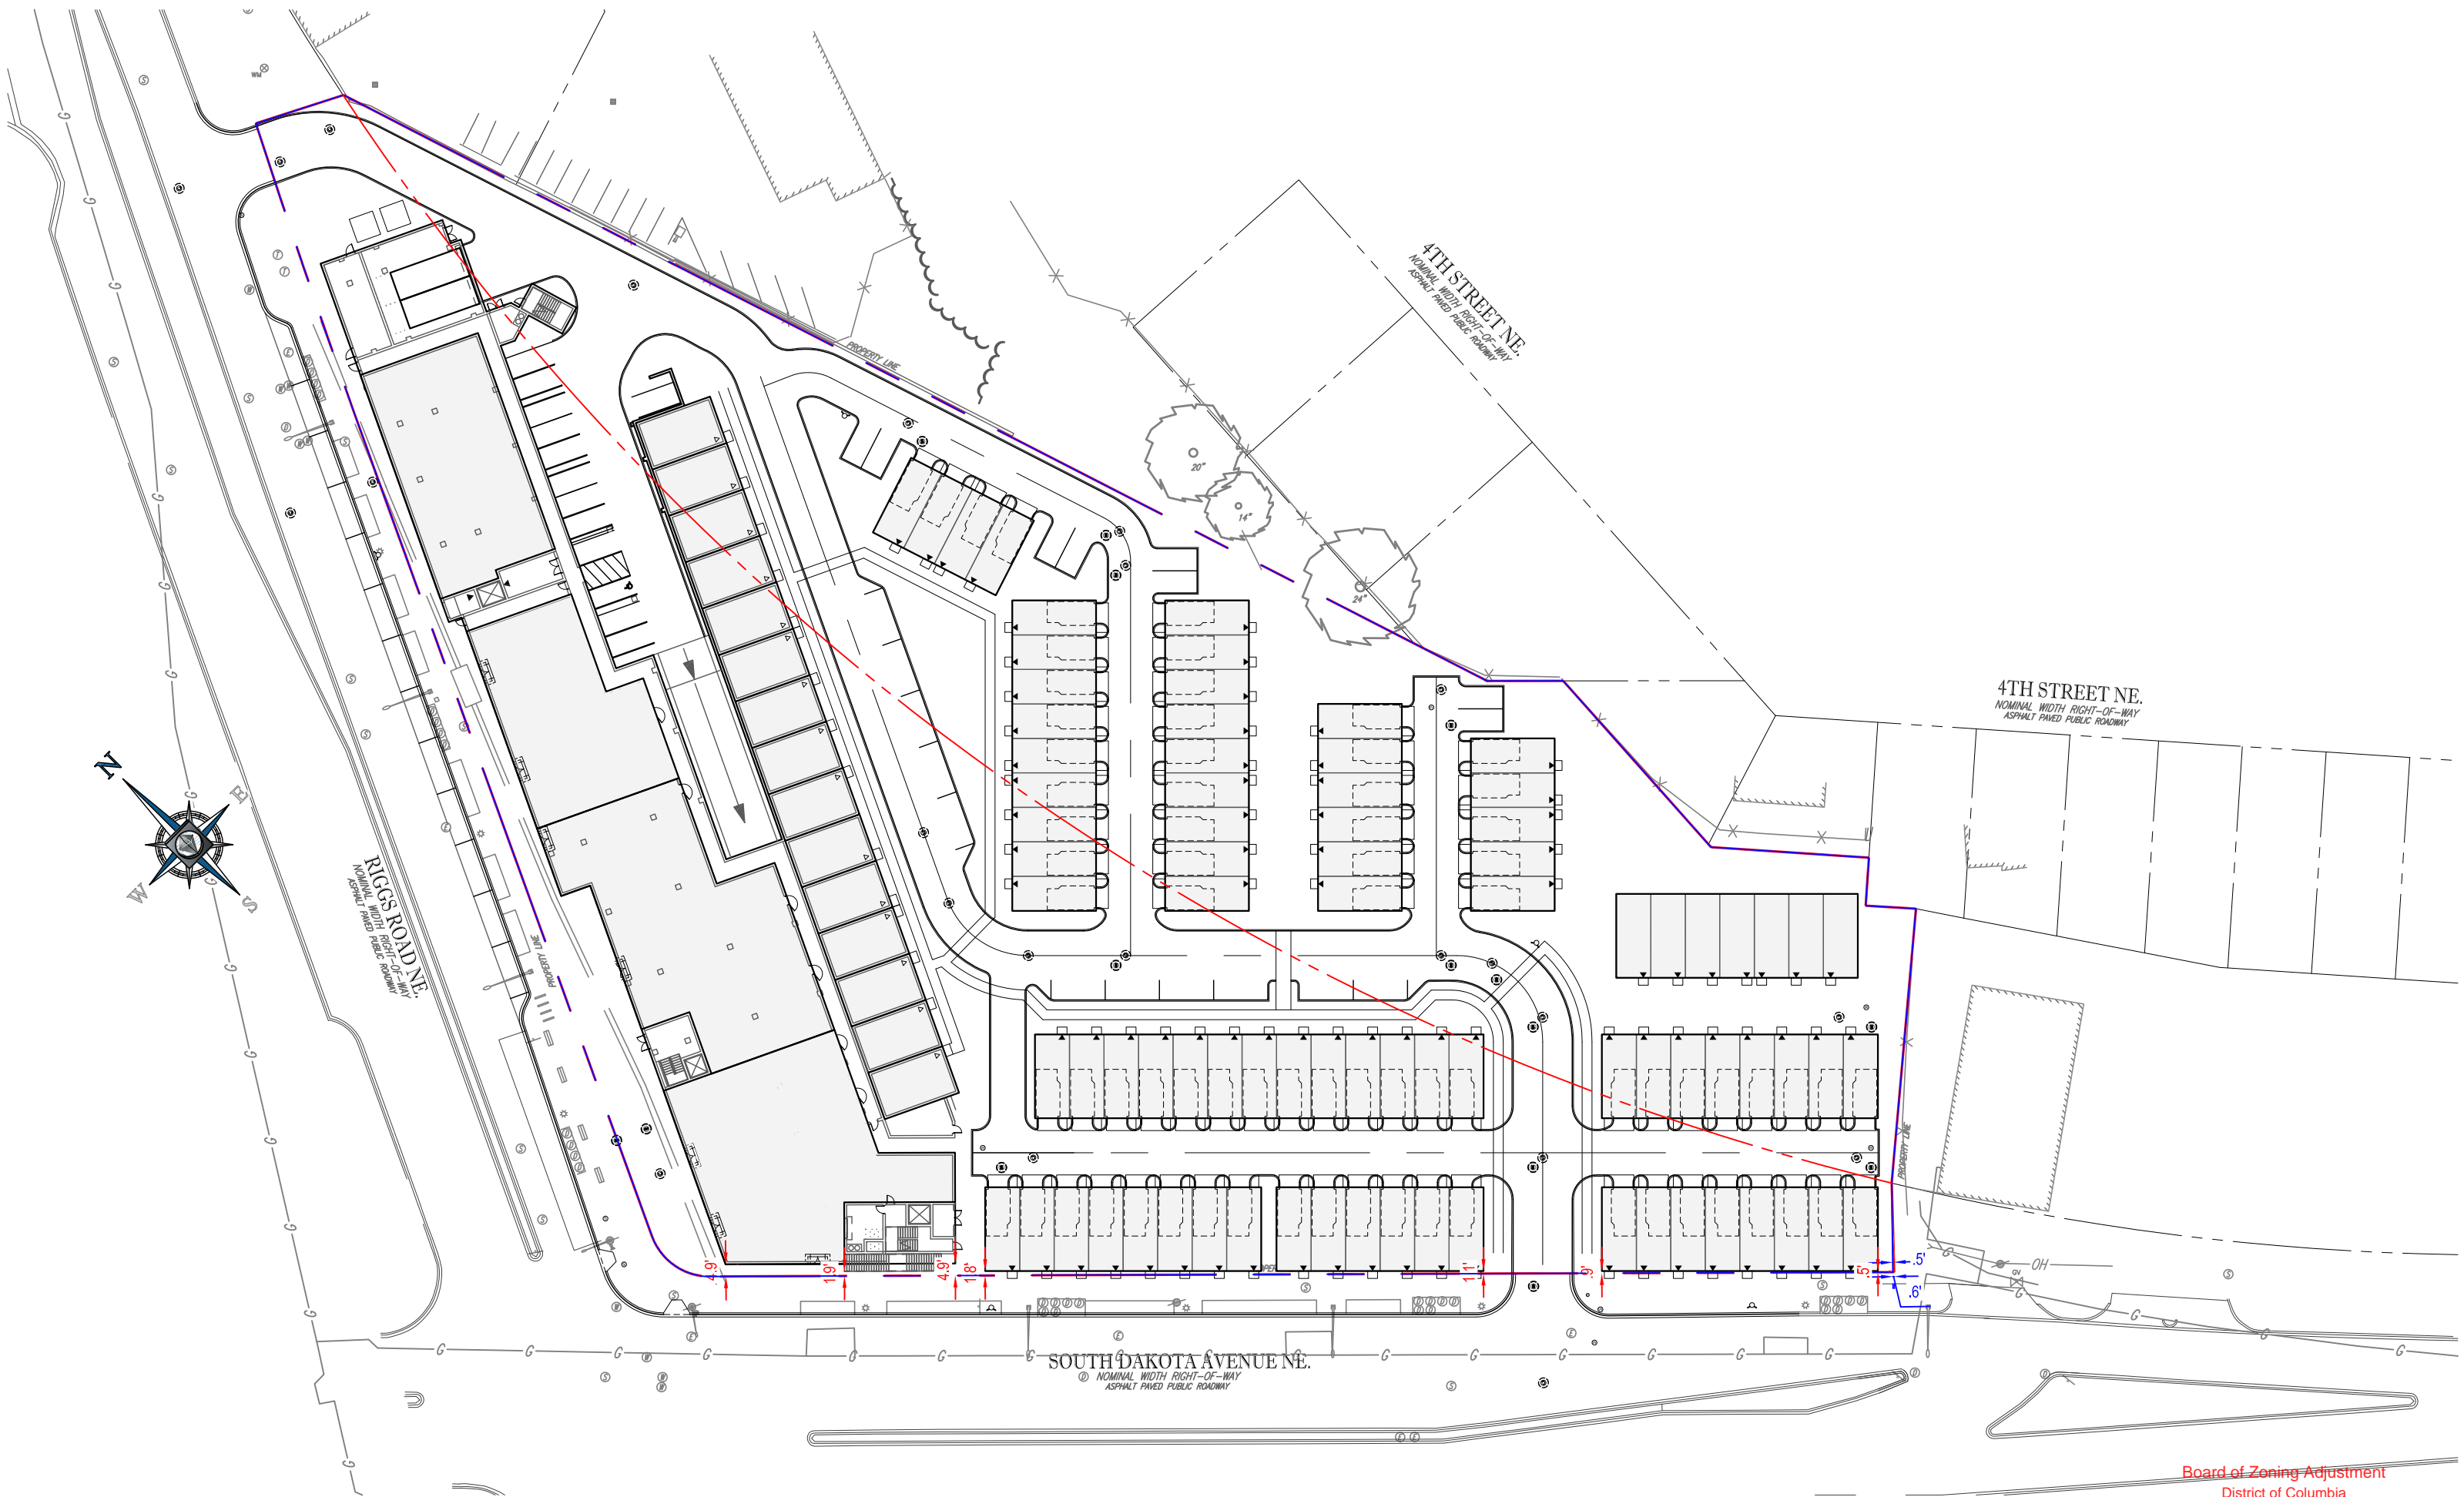 WM
4TH STREET NE.
NOMINAL WIDTH RIGHT-OF-WAY
ASPHALT PAVED PUBLIC ROADWAY
PROPERTY LINE
20"
14"
24"
4TH STREET NE.
NOMINAL WIDTH RIGHT-OF-WAY
ASPHALT PAVED PUBLIC ROADWAY
N
E
W
S
RIGGS ROAD NE.
NOMINAL WIDTH RIGHT-OF-WAY
ASPHALT PAVED PUBLIC ROADWAY
PROPERTY LINE
PROPERTY LINE
4.9'
1.9'
4.9'
1.8'
1.1'
.9'
.5'
.5'
.6'
OH
GV
G
SOUTH DAKOTA AVENUE NE.
NOMINAL WIDTH RIGHT-OF-WAY
ASPHALT PAVED PUBLIC ROADWAY
Board of Zoning Adjustment
District of Columbia